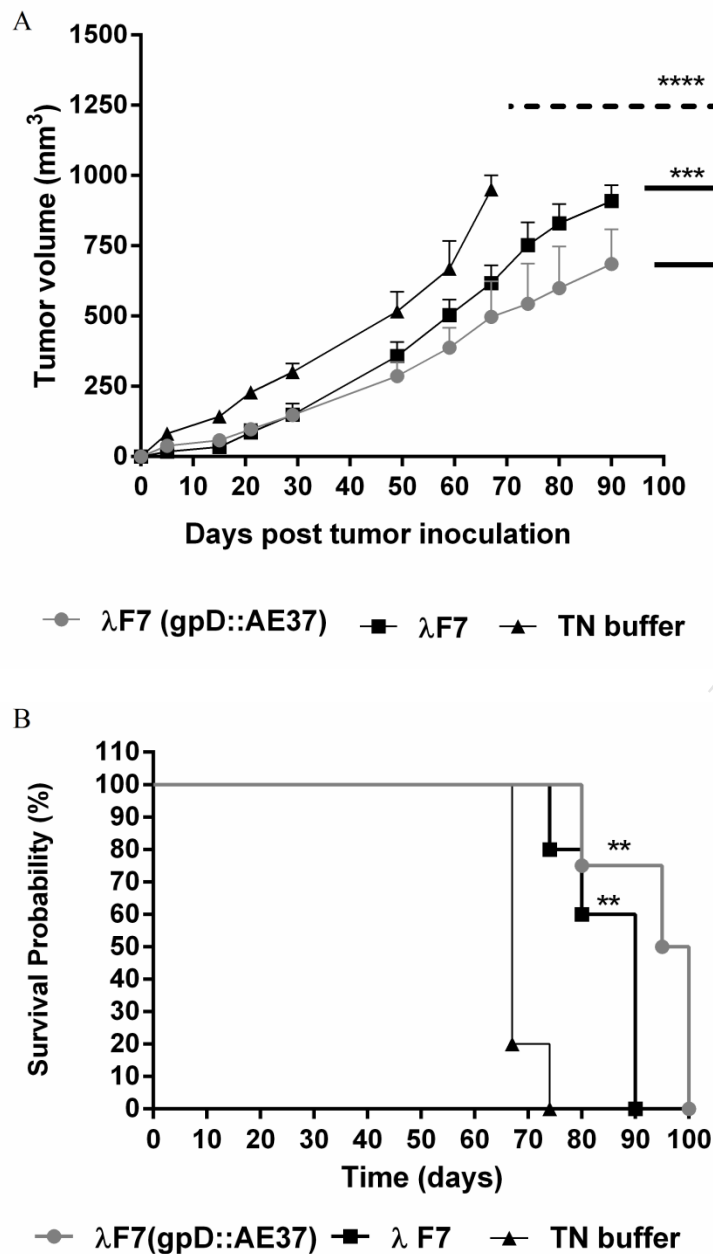 A
1500
1250
1000
750
500
250
0
Tumor volume (mm3)
****
***
0 10 20 30 40 50 60 70 80 90 100
Days post tumor inoculation
λF7 (gpD::AE37) λF7 TN buffer
B
110
100
90
80
70
60
50
40
30
20
10
0
Survival Probability (%)
**
**
0 10 20 30 40 50 60 70 80 90 100
Time (days)
λF7(gpD::AE37) λ F7 TN buffer